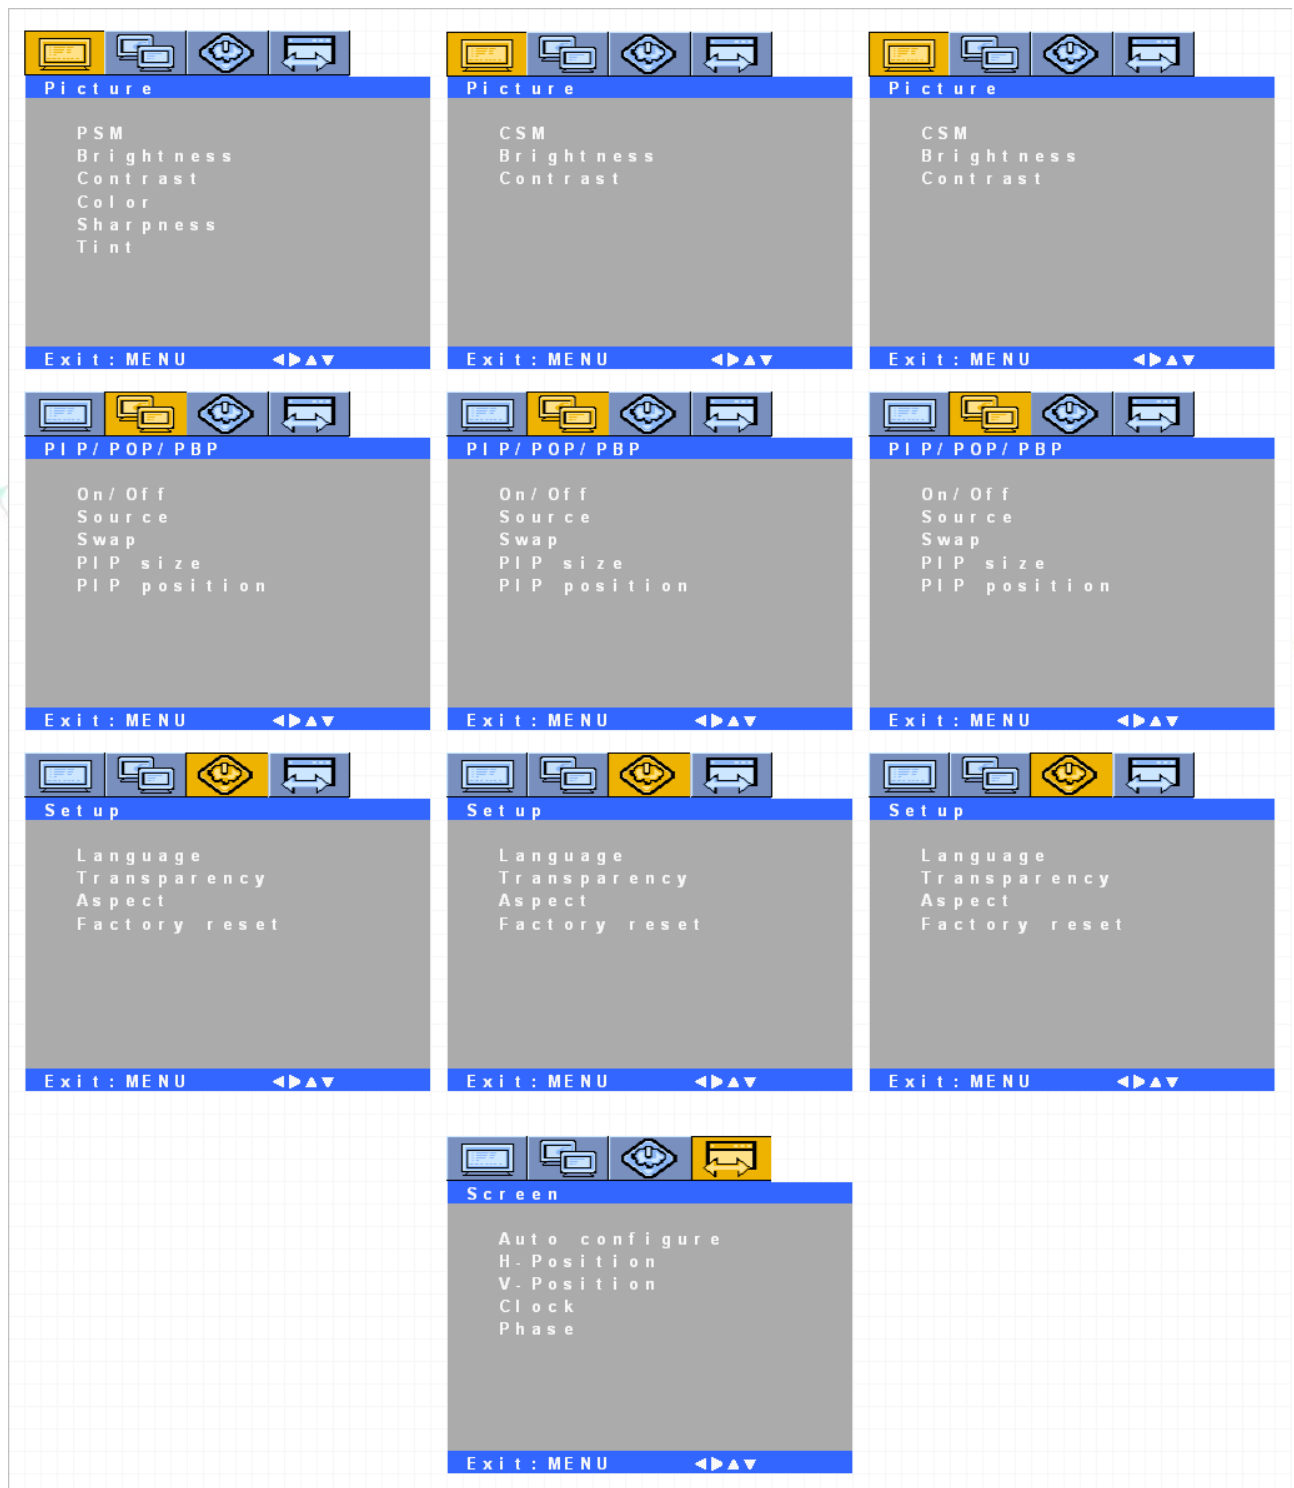 Picture
PSM
Brightness
Contrast
Color
Sharpness
Tint
Exit:MENU
Picture
CSM
Brightness
Contrast
Exit:MENU
Picture
CSM
Brightness
Contrast
Exit:MENU
PIP/POP/PBP
On/Off
Source
Swap
PIP size
PIP position
Exit:MENU
PIP/POP/PBP
On/Off
Source
Swap
PIP size
PIP position
Exit:MENU
PIP/POP/PBP
On/Off
Source
Swap
PIP size
PIP position
Exit:MENU
Setup
Language
Transparency
Aspect
Factory reset
Exit:MENU
Setup
Language
Transparency
Aspect
Factory reset
Exit:MENU
Setup
Language
Transparency
Aspect
Factory reset
Exit:MENU
Screen
Auto configure
H-Position
V-Position
Clock
Phase
Exit:MENU